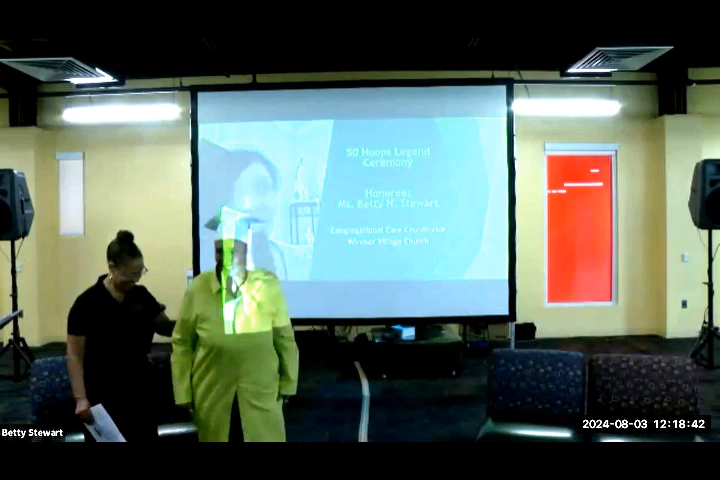 50 Hoops Legend
Ceremony
Honoree:
Ms. Betty N. Stewart
Congregational Care Coordinator
Windsor Village Church
2024-08-03 12:18:42
Betty Stewart